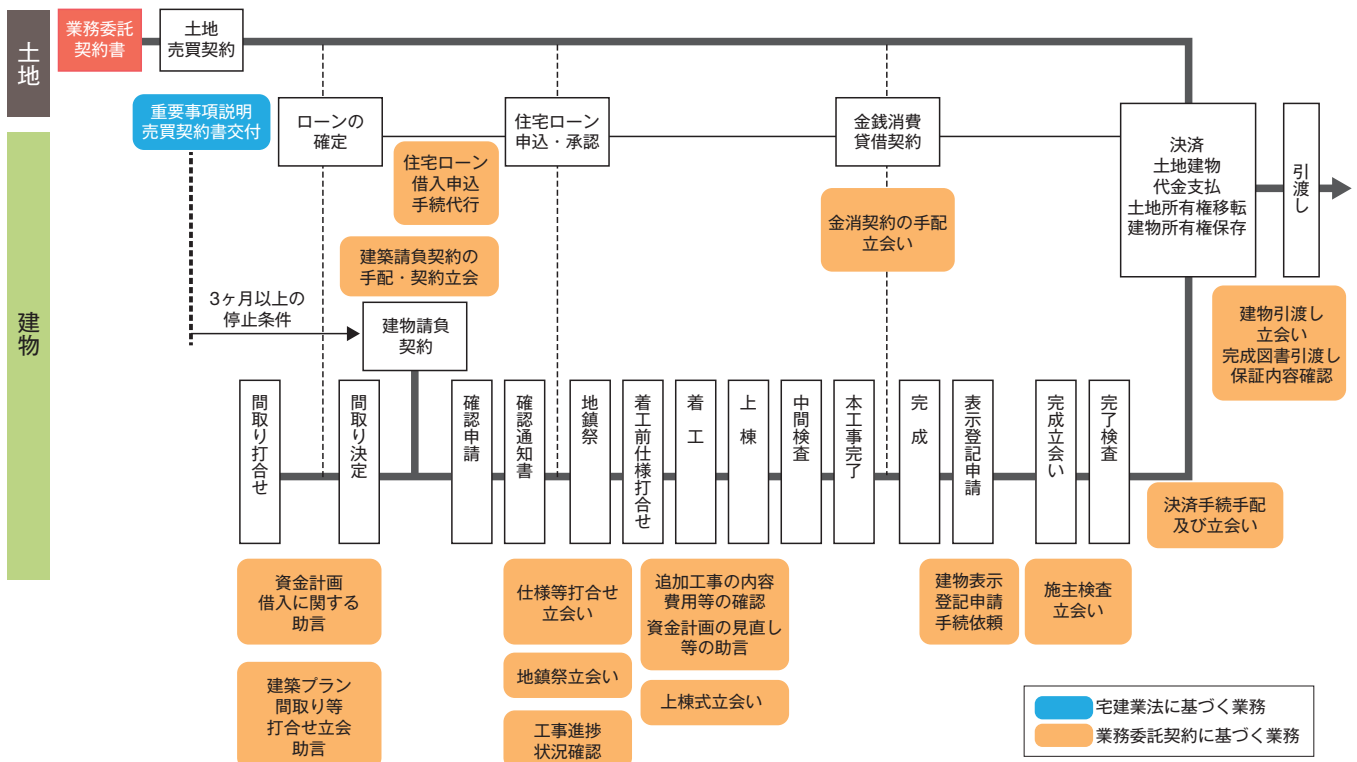 土地
業務委託
契約書
土地
売買契約
重要事項説明
売買契約書交付
ローンの
確定
住宅ローン
申込・承認
金銭消費
貸借契約
決済
土地建物
代金支払
土地所有権移転
建物所有権保存
引渡し
住宅ローン
借入申込
手続代行
金消契約の手配
立会い
建築請負契約の
手配・契約立会
建物
3ヶ月以上の
停止条件
建物請負
契約
建物引渡し
立会い
完成図書引渡し
保証内容確認
間取り打合せ
間取り決定
確認申請
確認通知書
地鎮祭
着工前仕様打合せ
着工
上棟
中間検査
本工事完了
完成
表示登記申請
完成立会い
完了検査
決済手続手配
及び立会い
資金計画
借入に関する
助言
仕様等打合せ
立会い
追加工事の内容
費用等の確認
資金計画の見直し
等の助言
建物表示
登記申請
手続依頼
施主検査
立会い
建築プラン
間取り等
打合せ立会
助言
地鎮祭立会い
上棟式立会い
工事進捗
状況確認
宅建業法に基づく業務
業務委託契約に基づく業務